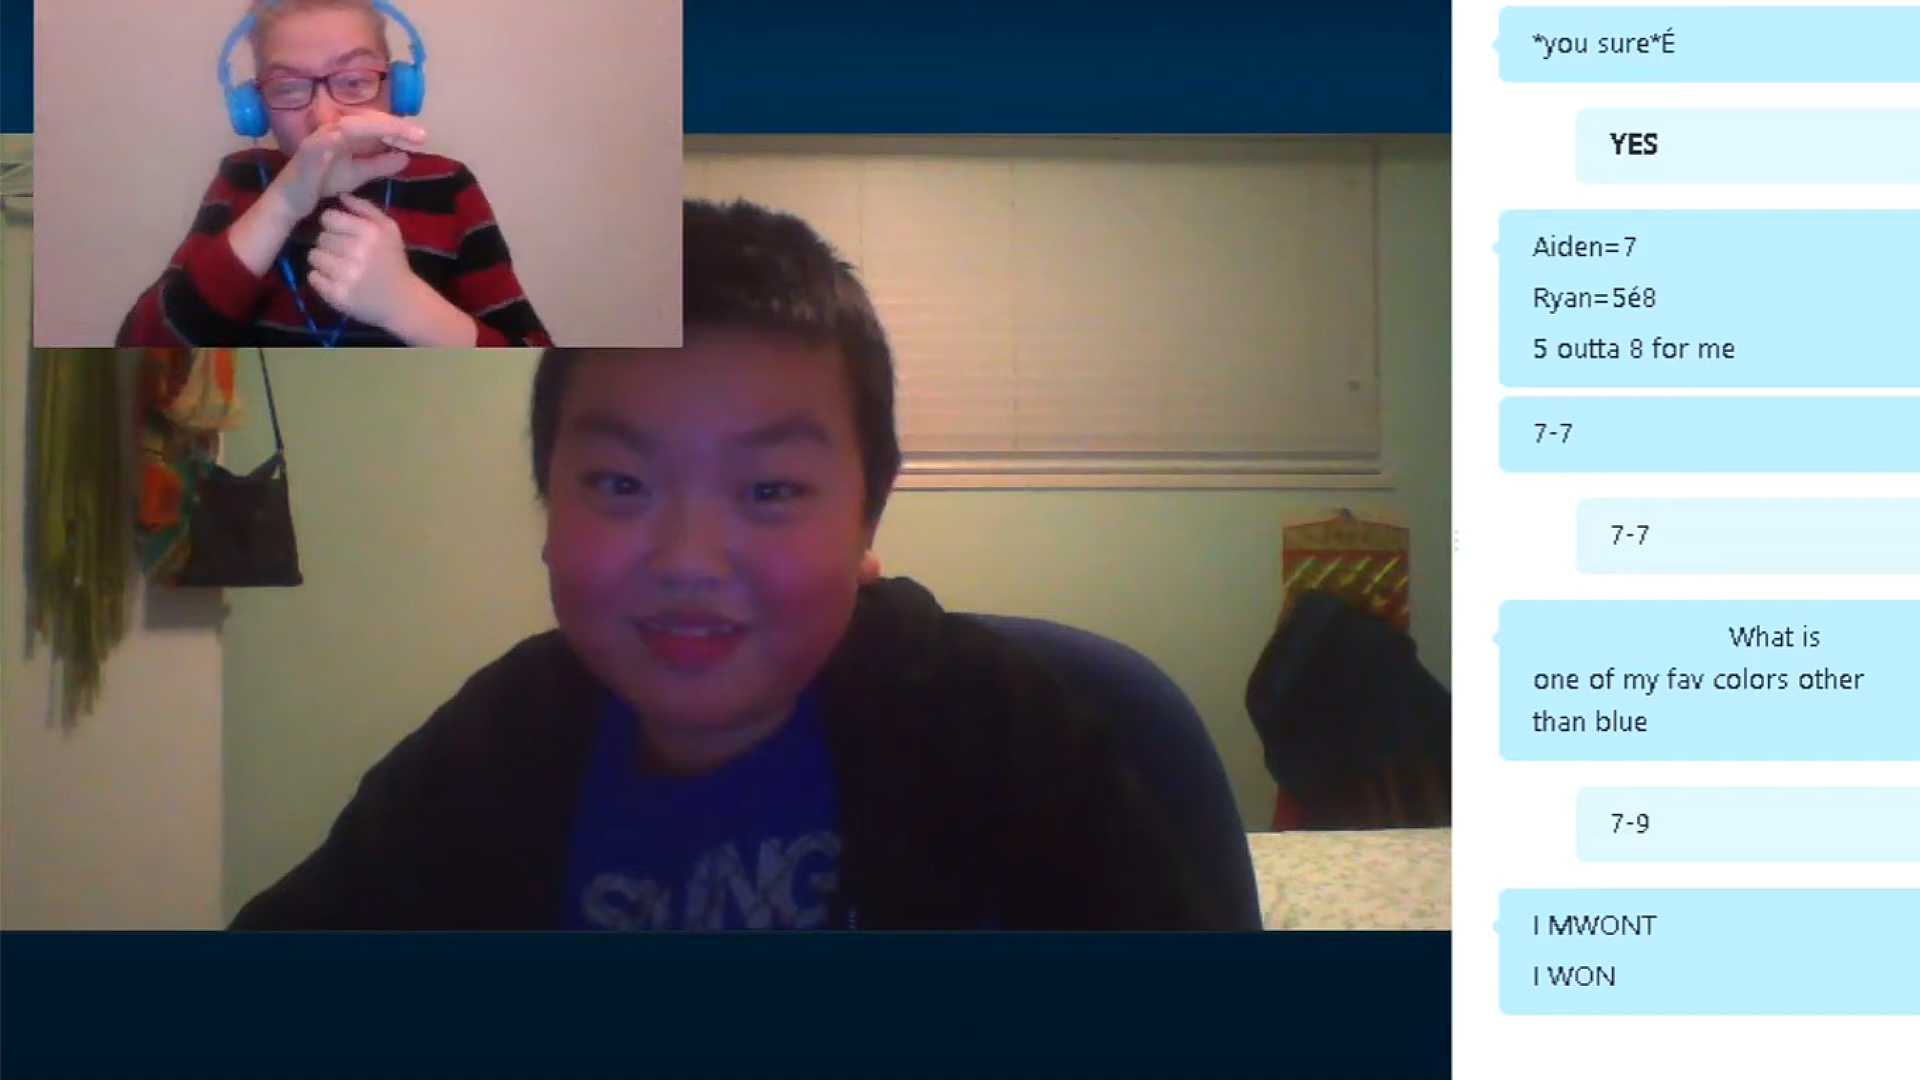 *you sure*É
YES
Aiden=7
Ryan=5é8
5 outta 8 for me
7-7
7-7
What is
one of my fav colors other
than blue
7-9
I MWONT
I WON